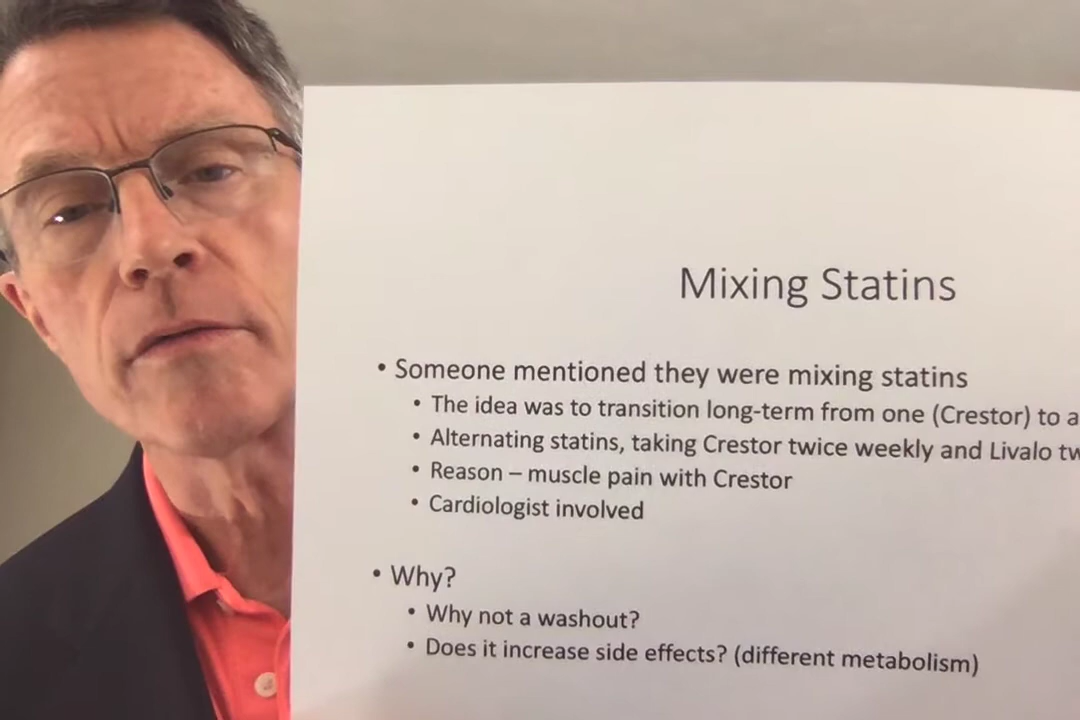 Mixing Statins
• Someone mentioned they were mixing statins
• The idea was to transition long-term from one (Crestor) to
• Alternating statins, taking Crestor twice weekly and Livalo
• Reason – muscle pain with Crestor
• Cardiologist involved
• Why?
• Why not a washout?
• Does it increase side effects? (different metabolism)